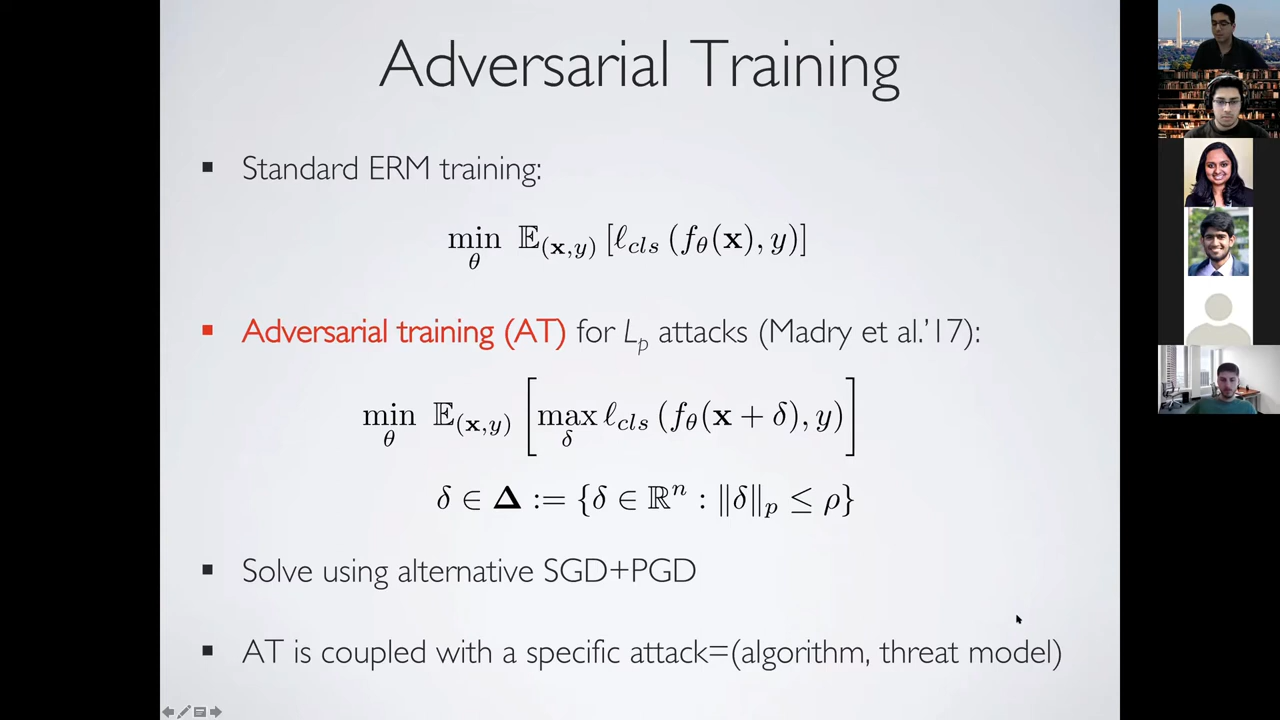 Adversarial Training
▪ Standard ERM training:
min_θ 𝔼_(𝐱,y) [ℓ_cls (f_θ(𝐱), y)]
▪ Adversarial training (AT) for L_p attacks (Madry et al.’17):
min_θ 𝔼_(𝐱,y) [max_δ ℓ_cls (f_θ(𝐱 + δ), y)]
δ ∈ 𝚫 := {δ ∈ ℝⁿ : ‖δ‖_p ≤ ρ}
▪ Solve using alternative SGD+PGD
▪ AT is coupled with a specific attack=(algorithm, threat model)